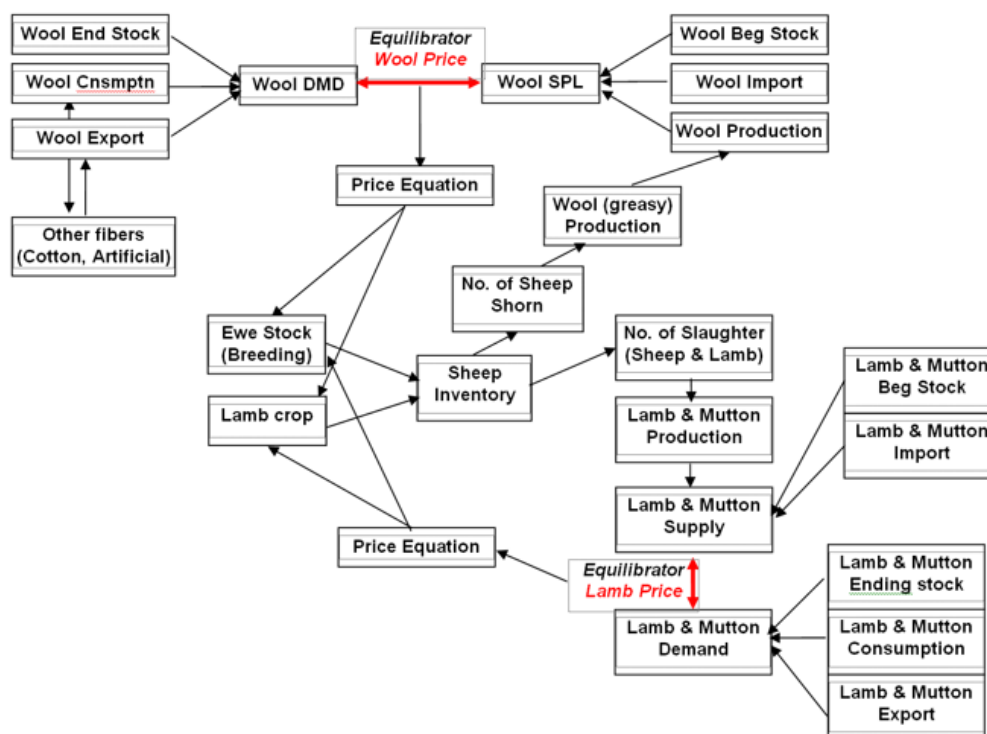 Wool End Stock
Equilibrator
Wool Price
Wool Beg Stock
Wool Cnsmptn
Wool DMD
Wool SPL
Wool Import
Wool Export
Wool Production
Price Equation
Wool (greasy)
Production
Other fibers
(Cotton, Artificial)
No. of Sheep
Shorn
Ewe Stock
(Breeding)
No. of Slaughter
(Sheep & Lamb)
Sheep
Inventory
Lamb & Mutton
Beg Stock
Lamb crop
Lamb & Mutton
Production
Lamb & Mutton
Import
Lamb & Mutton
Supply
Price Equation
Equilibrator
Lamb Price
Lamb & Mutton
Ending stock
Lamb & Mutton
Demand
Lamb & Mutton
Consumption
Lamb & Mutton
Export